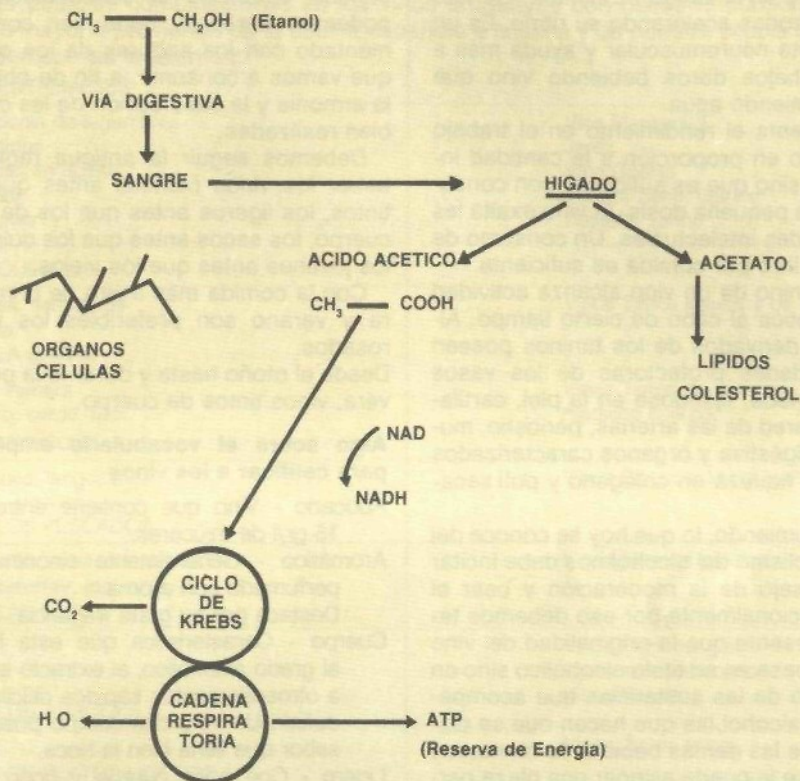 CH₃ CH₂OH (Etanol)
VIA DIGESTIVA
SANGRE
HIGADO
ACIDO ACETICO
ACETATO
CH₃ COOH
ORGANOS
CELULAS
LIPIDOS
COLESTEROL
NAD
NADH
CICLO
DE
KREBS
CO₂
CADENA
RESPIRA
TORIA
H O
ATP
(Reserva de Energía)